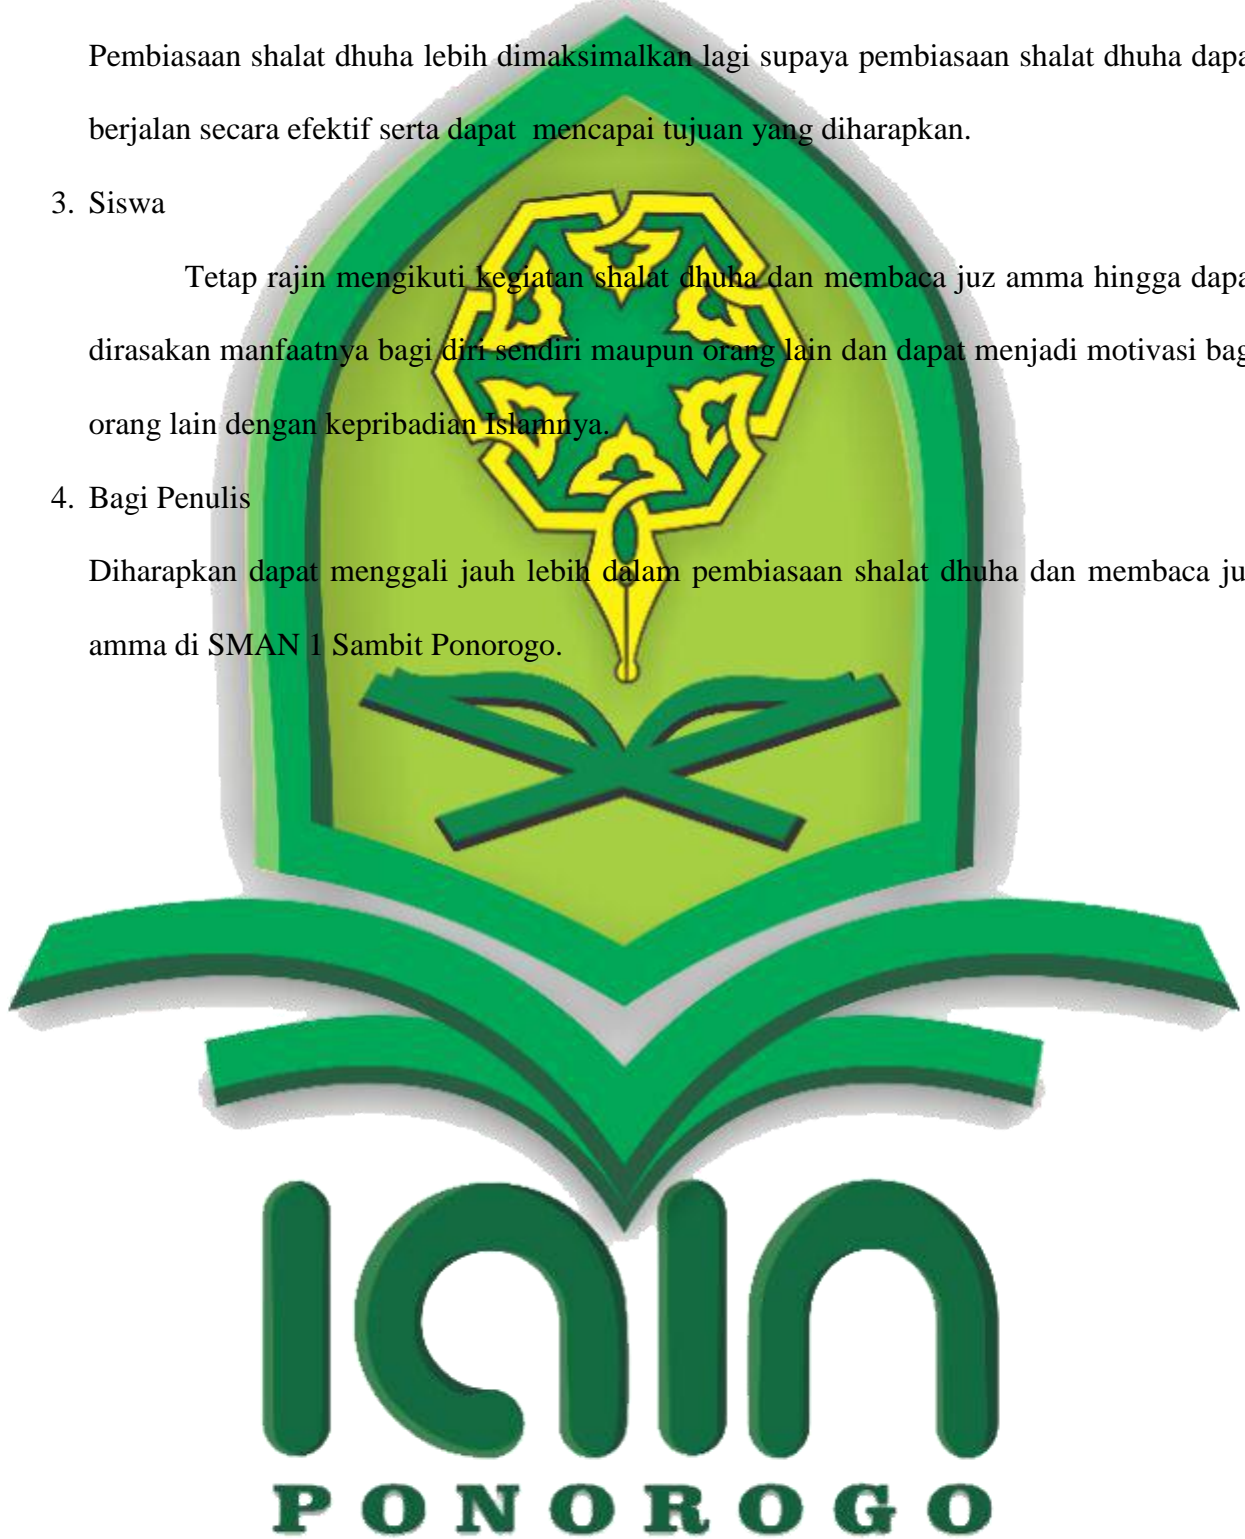 Pembiasaan shalat dhuha lebih dimaksimalkan lagi supaya pembiasaan shalat dhuha dapa
berjalan secara efektif serta dapat mencapai tujuan yang diharapkan.
3. Siswa
Tetap rajin mengikuti kegiatan shalat dhuha dan membaca juz amma hingga dapa
dirasakan manfaatnya bagi diri sendiri maupun orang lain dan dapat menjadi motivasi bag
orang lain dengan kepribadian Islamnya.
4. Bagi Penulis
Diharapkan dapat menggali jauh lebih dalam pembiasaan shalat dhuha dan membaca ju
amma di SMAN 1 Sambit Ponorogo.
IAIN
PONOROGO